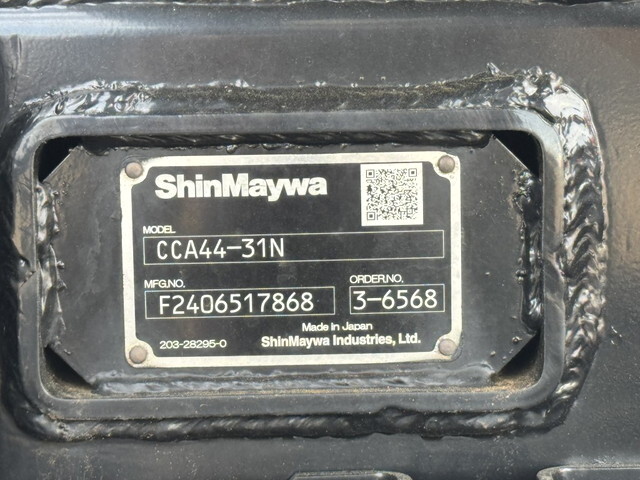 ShinMaywa
MODEL
CCA44-31N
MFG.NO. ORDER.NO.
F2406517868 3-6568
Made in Japan
203-28295-0 ShinMaywa Industries, Ltd.